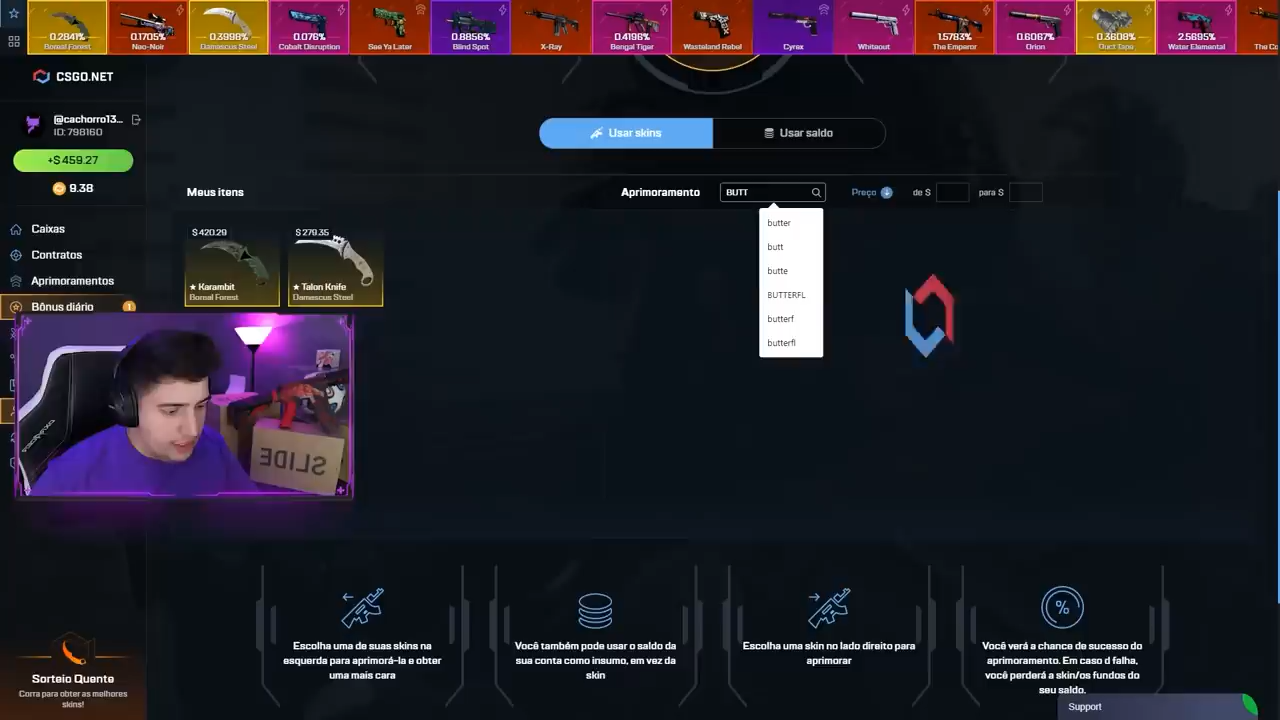 0.2841%
Boreal Forest
0.1705%
Neo-Noir
0.3998%
Damascus Steel
0.076%
Cobalt Disruption
See Ya Later
0.8856%
Blind Spot
X-Ray
0.4196%
Bengal Tiger
Wasteland Rebel
Cyrex
Whiteout
1.5783%
The Emperor
0.6067%
Orion
0.3608%
Duct Tape
2.5695%
Water Elemental
The Co
CSGO.NET
@cachorro13...
ID: 798160
+$ 459.27
9.38
Caixas
Contratos
Aprimoramentos
Bônus diário
1
Usar skins
Usar saldo
Meus itens
Aprimoramento
BUTT
Preço
de $
para $
butter
butt
butte
BUTTERFL
butterf
butterfl
$ 420.29
★ Karambit
Boreal Forest
$ 279.35
★ Talon Knife
Damascus Steel
SLIDE
Escolha uma de suas skins na
esquerda para aprimorá-la e obter
uma mais cara
Você também pode usar o saldo da
sua conta como insumo, em vez da
skin
Escolha uma skin no lado direito para
aprimorar
%
Você verá a chance de sucesso do
aprimoramento. Em caso d falha,
você perderá a skin/os fundos do
seu saldo.
Sorteio Quente
Corra para obter as melhores
skins!
Support